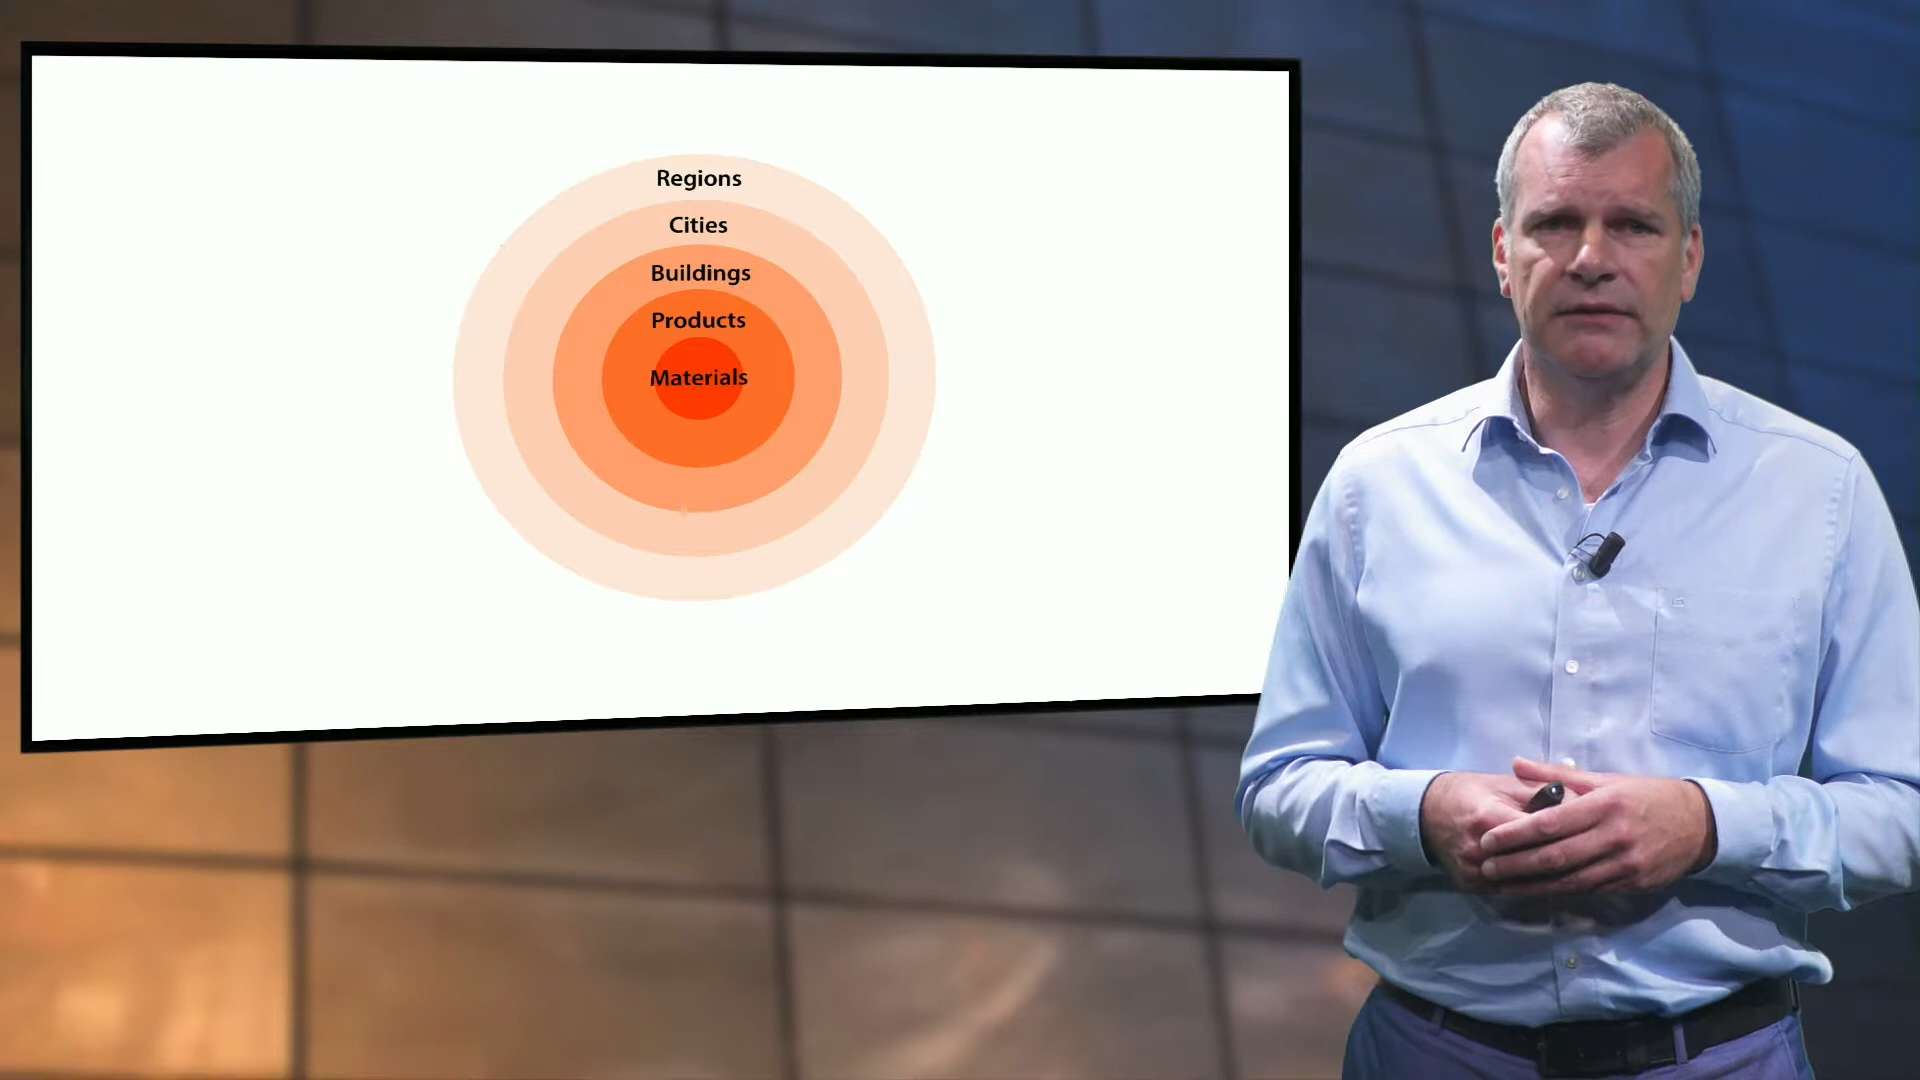 Regions
Cities
Buildings
Products
Materials